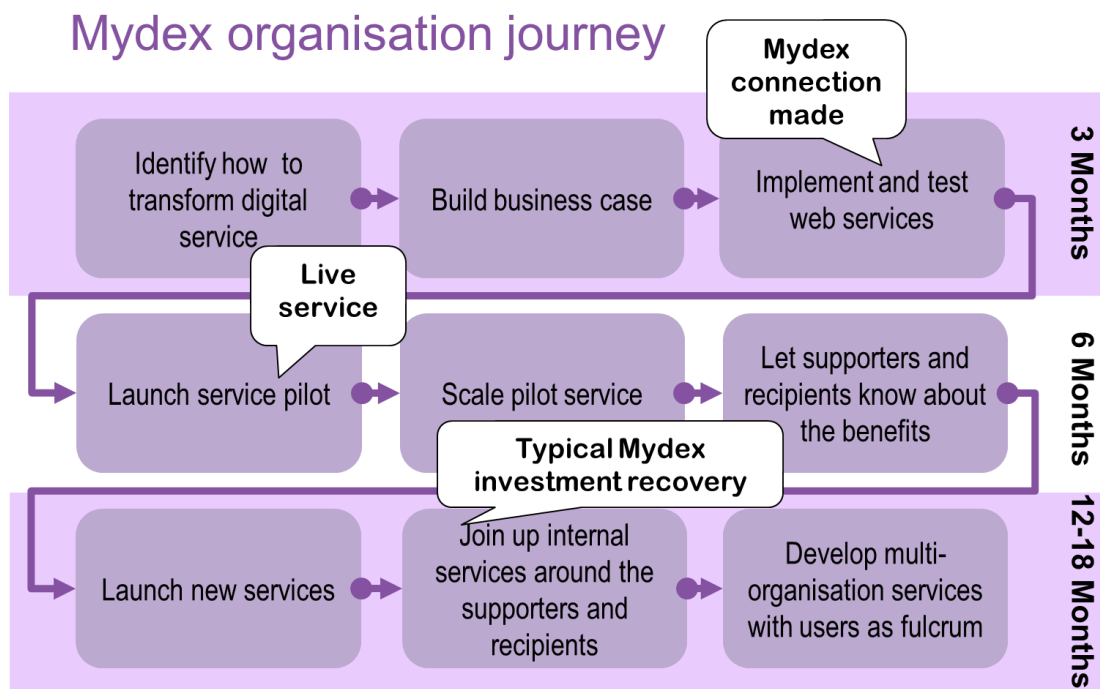 Mydex organisation journey
Mydex
connection
made
Identify how to
transform digital
service
Build business case
Implement and test
web services
3 Months
Live
service
Launch service pilot
Scale pilot service
Let supporters and
recipients know about
the benefits
6 Months
Typical Mydex
investment recovery
Launch new services
Join up internal
services around the
supporters and
recipients
Develop multi-
organisation services
with users as fulcrum
12-18 Months